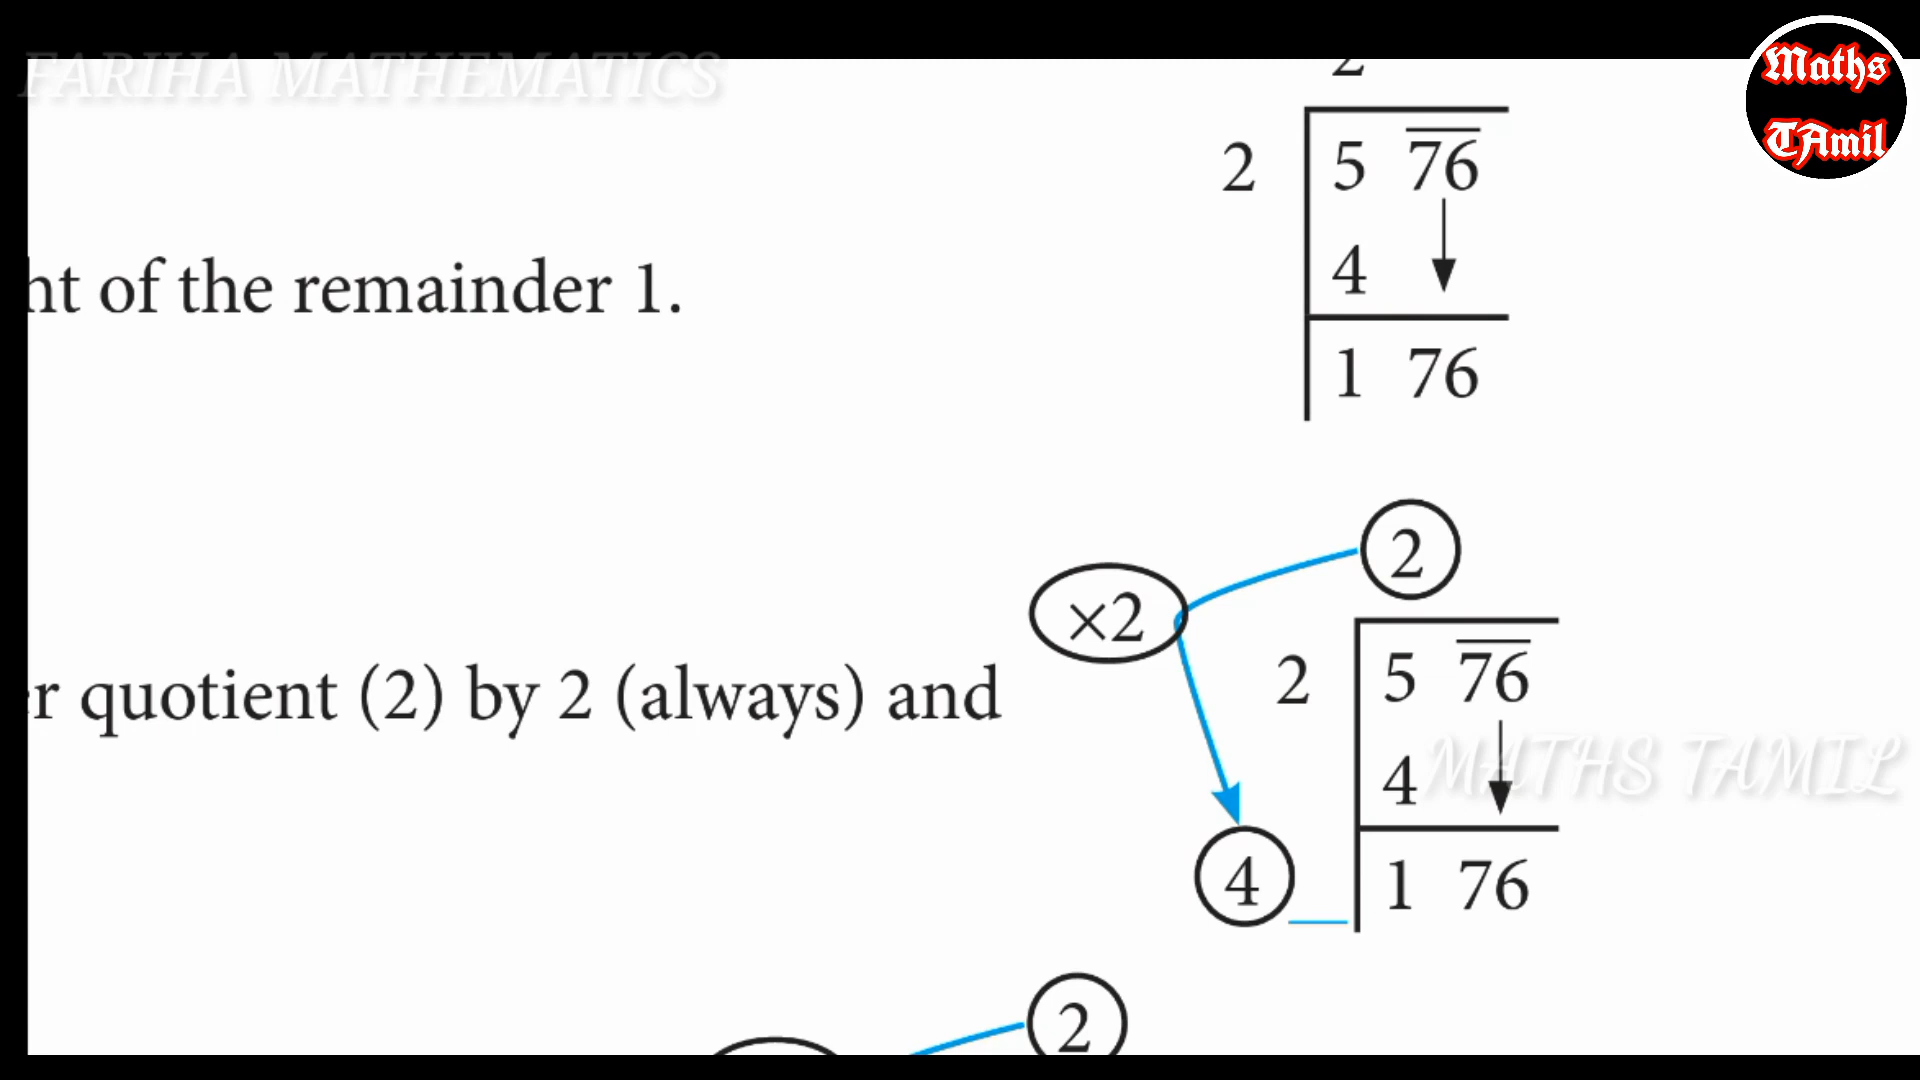 FARIHA MATHEMATICS
Maths
TAmil
2
2 5 76
4
ht of the remainder 1.
1 76
2
×2
2 5 76
er quotient (2) by 2 (always) and
MATHS TAMIL
4
4 1 76
2